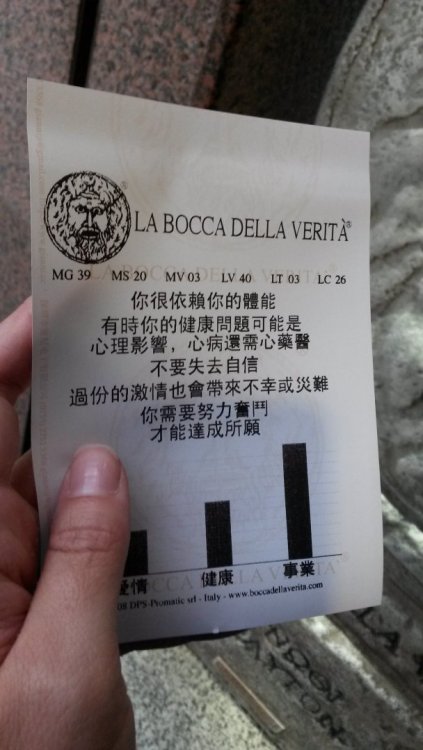 LA BOCCA DELLA VERITÀ®
MG 39 MS 20 MV 03 LV 40 LT 03 LC 26
你很依賴你的體能
有時你的健康問題可能是
心理影響，心病還需心藥醫
不要失去自信
過份的激情也會帶來不幸或災難
你需要努力奮鬥
才能達成所願
愛情 健康 事業
08 DPS-Promatic srl - Italy - www.boccadellaverita.com